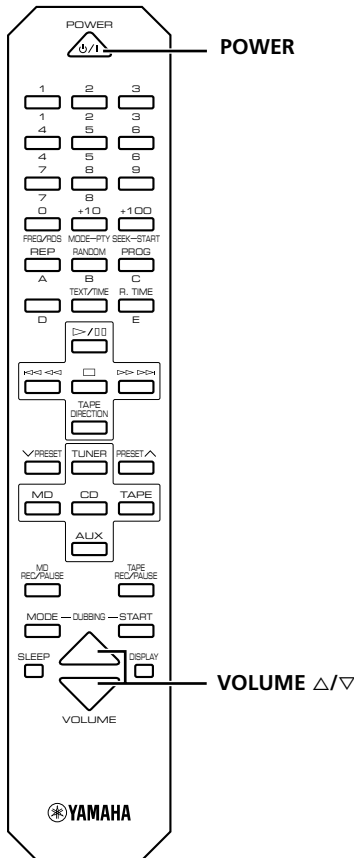 POWER
⏻/I
POWER
1 2 3
1 2 3
4 5 6
4 5 6
7 8 9
7 8
0 +10 +100
FREQ/RDS MODE–PTY SEEK–START
REP RANDOM PROG
A B C
TEXT/TIME R. TIME
D E
▷/▯▯
|◁◁ ◁◁ □ ▷▷ ▷▷|
TAPE
DIRECTION
∨PRESET TUNER PRESET∧
MD CD TAPE
AUX
MD
REC/PAUSE
TAPE
REC/PAUSE
MODE — DUBBING — START
SLEEP DISPLAY
VOLUME △/▽
VOLUME
YAMAHA